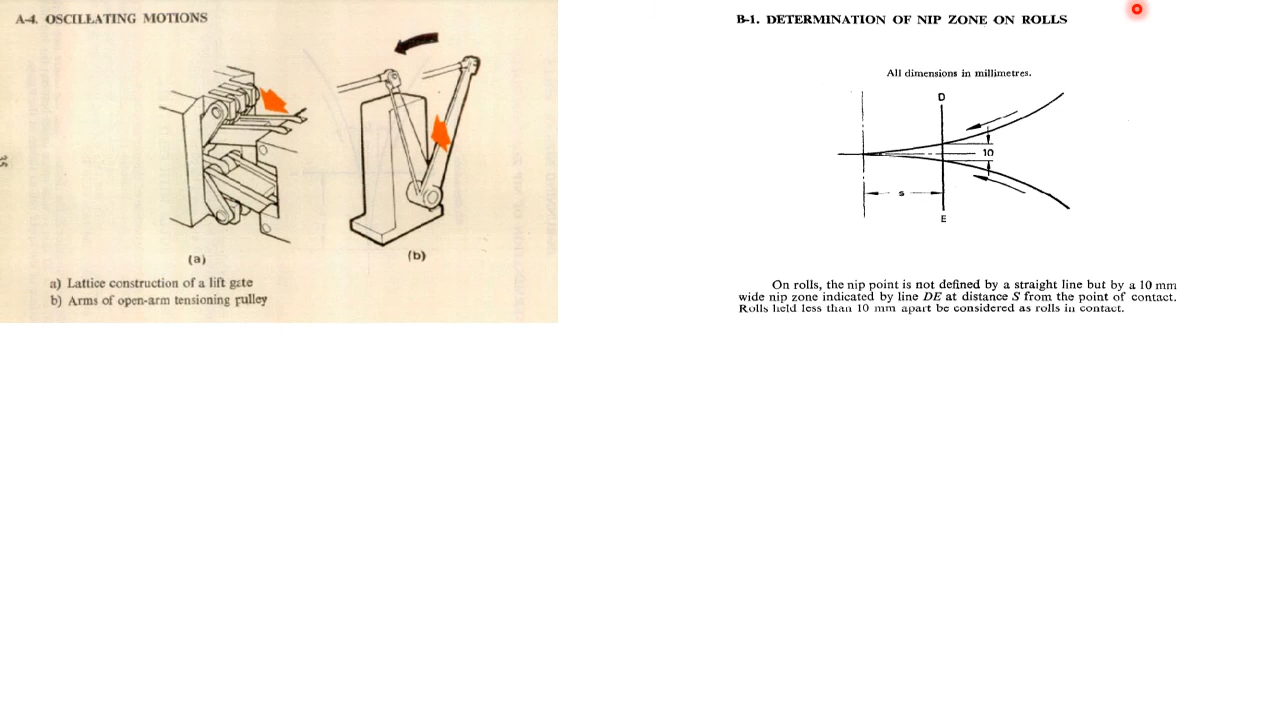 A-4. OSCILLATING MOTIONS
35
(a)
(b)
a) Lattice construction of a lift gate
b) Arms of open-arm tensioning pulley
B-1. DETERMINATION OF NIP ZONE ON ROLLS
All dimensions in millimetres.
D
10
s
E
On rolls, the nip point is not defined by a straight line but by a 10 mm
wide nip zone indicated by line DE at distance S from the point of contact.
Rolls held less than 10 mm apart be considered as rolls in contact.